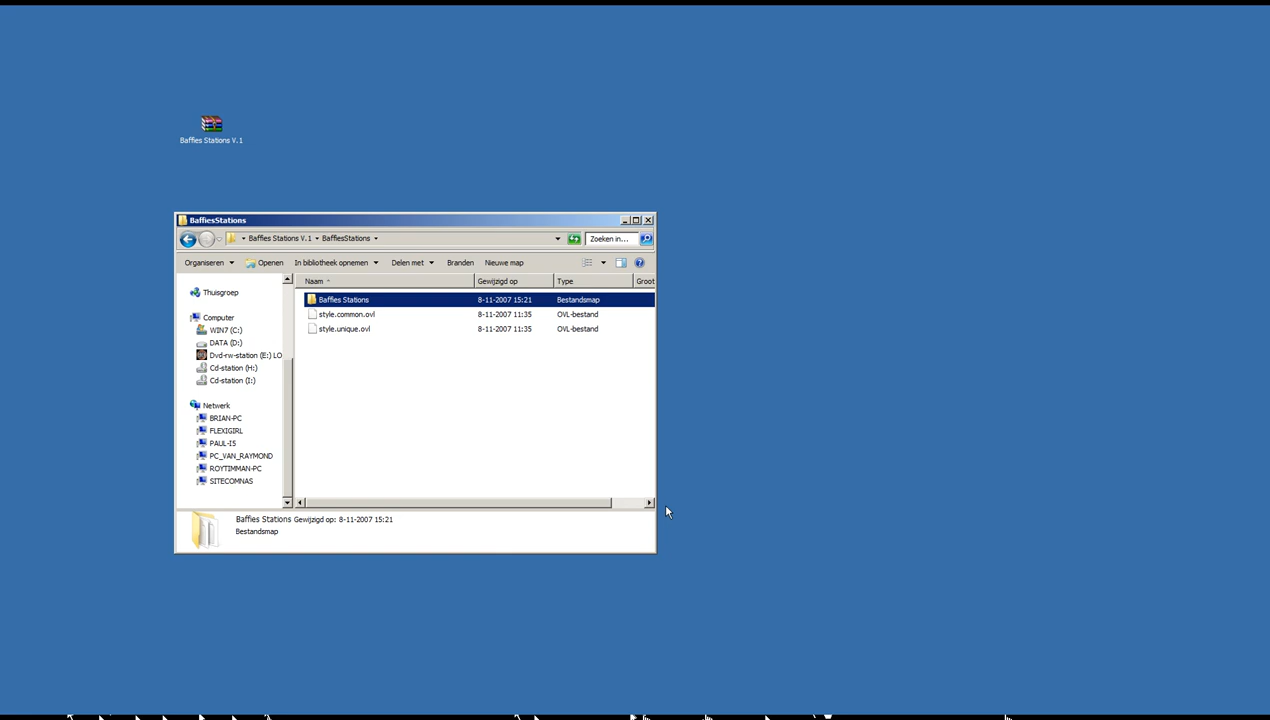 Baffies Stations V.1
BaffiesStations
Baffies Stations V.1 BaffiesStations
Zoeken in...
Organiseren Openen In bibliotheek opnemen Delen met Branden Nieuwe map
Naam Gewijzigd op Type Groot
Baffies Stations 8-11-2007 15:21 Bestandsmap
style.common.ovl 8-11-2007 11:35 OVL-bestand
style.unique.ovl 8-11-2007 11:35 OVL-bestand
Thuisgroep
Computer
WIN7 (C:)
DATA (D:)
Dvd-rw-station (E:) LO
Cd-station (H:)
Cd-station (I:)
Netwerk
BRIAN-PC
FLEXIGIRL
PAUL-I5
PC_VAN_RAYMOND
ROYTIMMAN-PC
SITECOMNAS
Baffies Stations Gewijzigd op: 8-11-2007 15:21
Bestandsmap